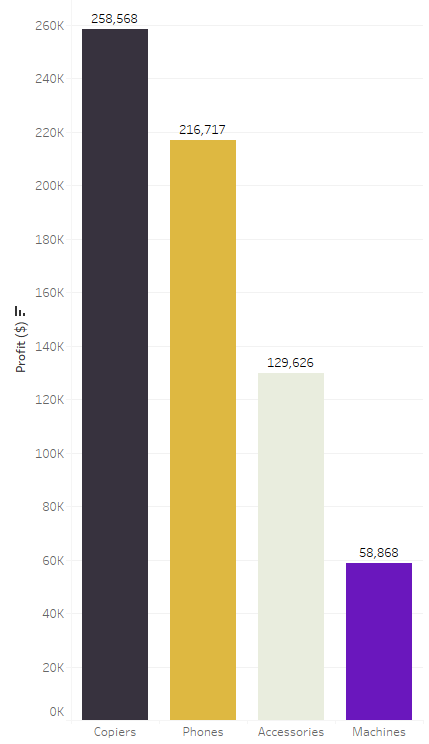 Profit ($)
260K
240K
220K
200K
180K
160K
140K
120K
100K
80K
60K
40K
20K
0K
258,568
216,717
129,626
58,868
Copiers
Phones
Accessories
Machines